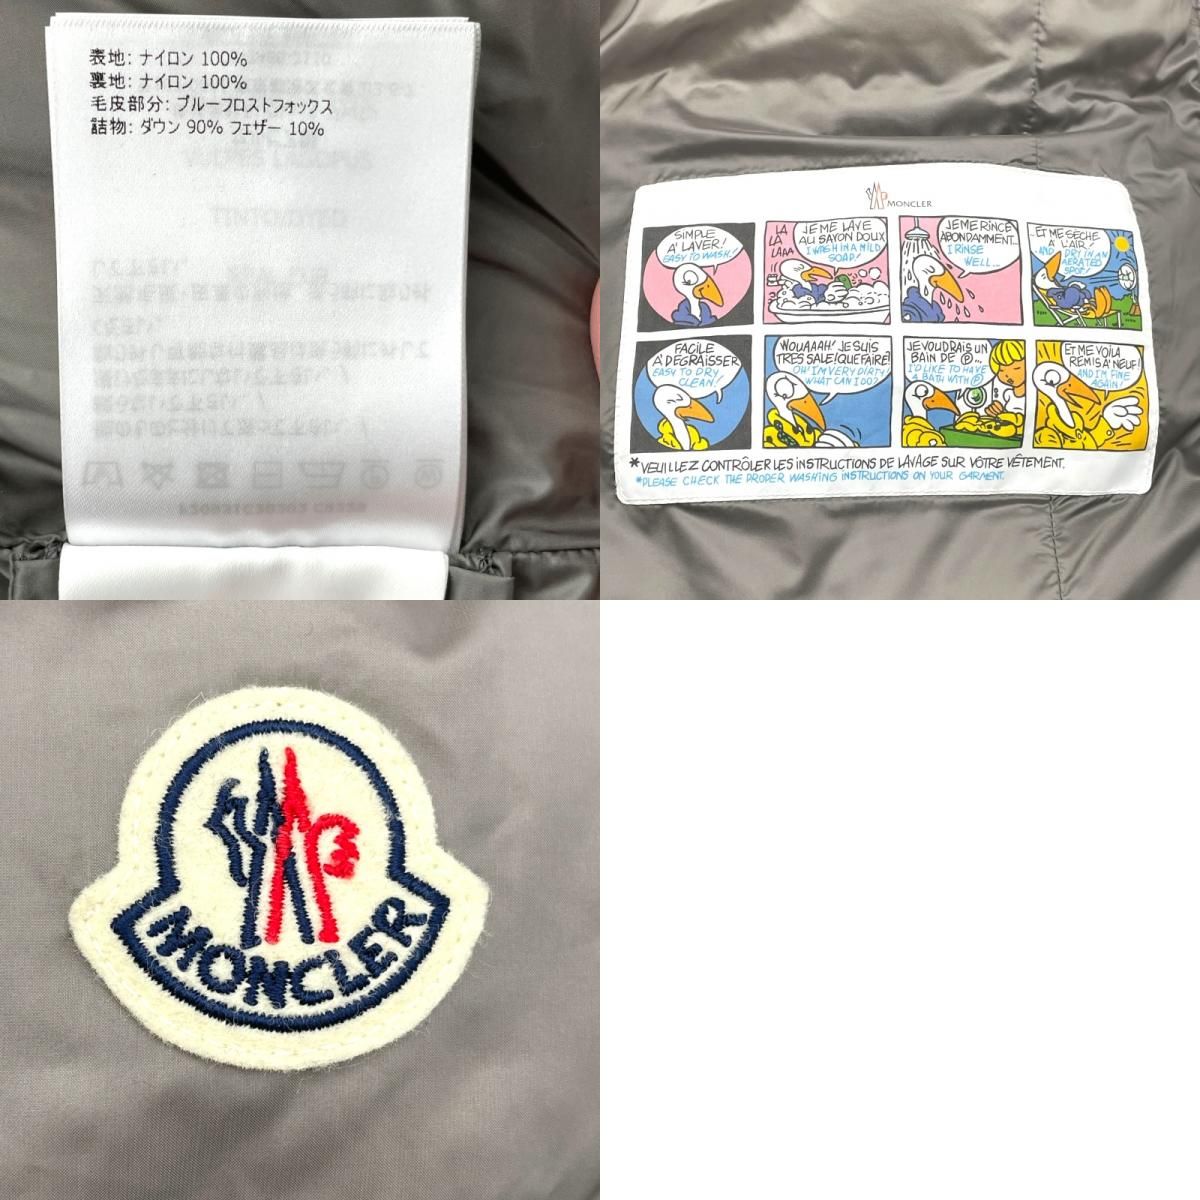 表地: ナイロン 100%
裏地: ナイロン 100%
毛皮部分: ブルーフロストフォックス
詰物: ダウン 90% フェザー 10%
MONCLER
SIMPLE
A' LAVER!
EASY TO WASH!
LA
LA
LAAA
JE ME LAVE
AU SAVON DOUX
I WASH IN A MILD
SOAP!
JE ME RINCE
ABONDAMMENT...
I RINSE
WELL...
...ET ME SECHE
A' L'AIR!
...AND DRY IN AN
AERATED
SPOT!
FACILE
A' DEGRAISSER
EASY TO DRY
CLEAN!
WOUAAAH! JE SUIS
TRES SALE! QUE FAIRE?
OH! I'M VERY DIRTY!
WHAT CAN I DO?
JE VOUDRAIS UN
BAIN DE Ⓟ...
I'D LIKE TO HAVE
A BATH WITH Ⓟ
ET ME VOILA
REMIS A' NEUF!
AND I'M FINE
AGAIN!
*VEUILLEZ CONTRÔLER LES INSTRUCTIONS DE LAVAGE SUR VÔTRE VÊTEMENT.
*PLEASE CHECK THE PROPER WASHING INSTRUCTIONS ON YOUR GARMENT.
MONCLER